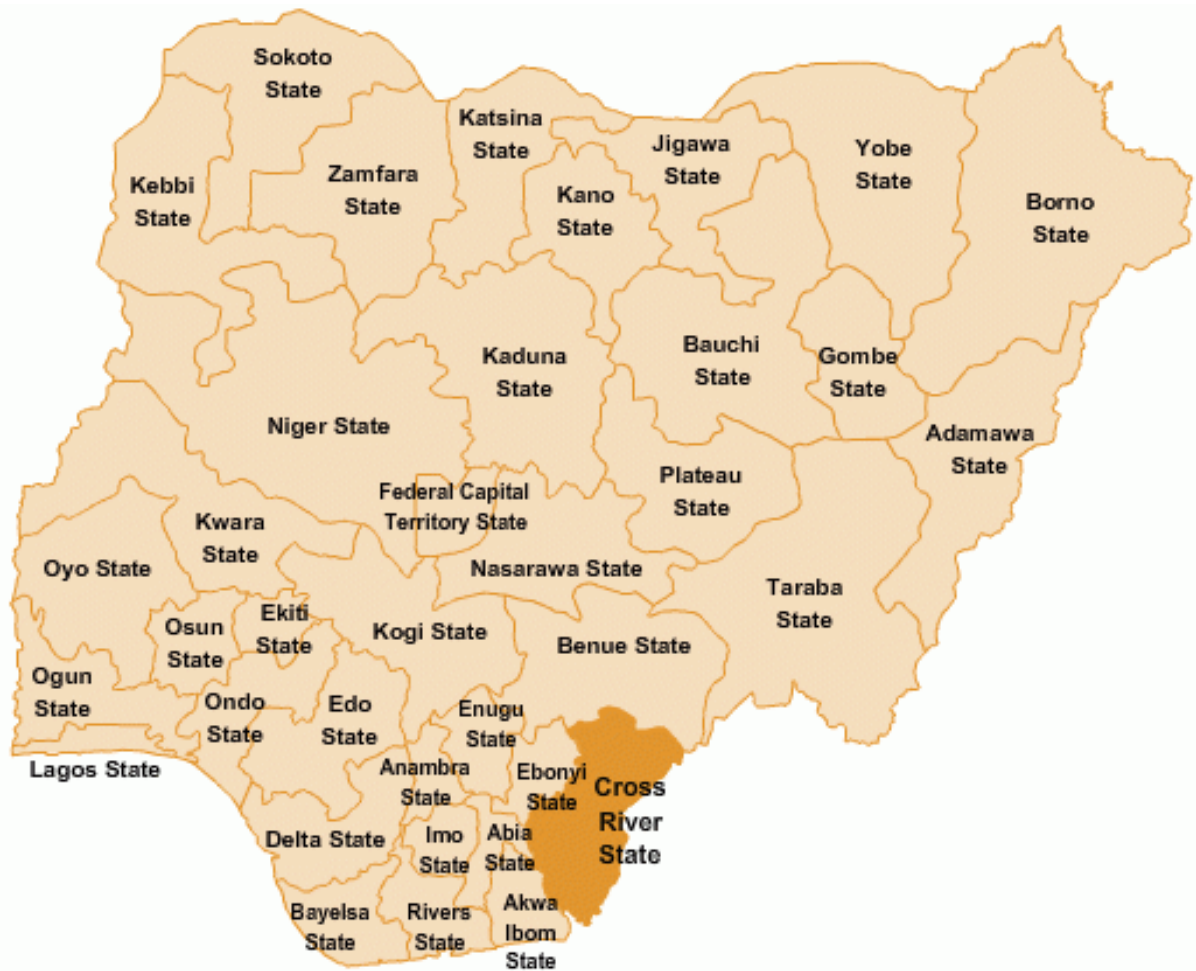 Sokoto
State
Katsina
State
Jigawa
State
Yobe
State
Kebbi
State
Zamfara
State
Kano
State
Borno
State
Kaduna
State
Bauchi
State
Gombe
State
Niger State
Adamawa
State
Plateau
State
Federal Capital
Territory State
Kwara
State
Oyo State
Nasarawa State
Taraba
State
Osun
State
Ekiti
State
Kogi State
Benue State
Ogun
State
Ondo
State
Edo
State
Enugu
State
Lagos State
Anambra
State
Ebonyi
State
Cross
River
State
Delta State
Imo
State
Abia
State
Bayelsa
State
Rivers
State
Akwa
Ibom
State